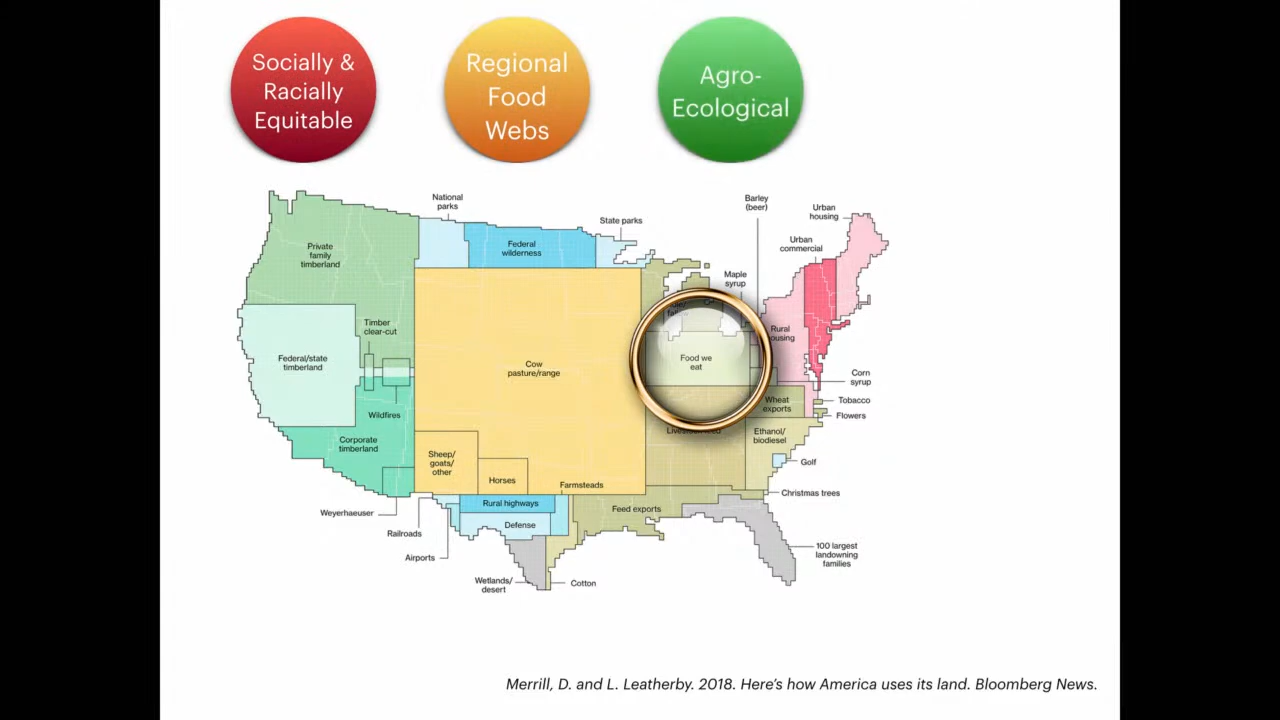 Socially &
Racially
Equitable
Regional
Food
Webs
Agro-
Ecological
National
parks
State parks
Barley
(beer)
Urban
housing
Urban
commercial
Private
family
timberland
Federal
wilderness
Maple
syrup
Timber
clear-cut
Federal/state
timberland
Cow
pasture/range
Food we
eat
Rural
Corn
syrup
Wildfires
Wheat
exports
Tobacco
Flowers
Corporate
timberland
Ethanol/
biodiesel
Sheep/
goats/
other
Horses
Farmsteads
Golf
Christmas trees
Weyerhaeuser
Rural highways
Feed exports
Railroads
Defense
Airports
100 largest
landowning
families
Wetlands/
desert
Cotton
Merrill, D. and L. Leatherby. 2018. Here's how America uses its land. Bloomberg News.